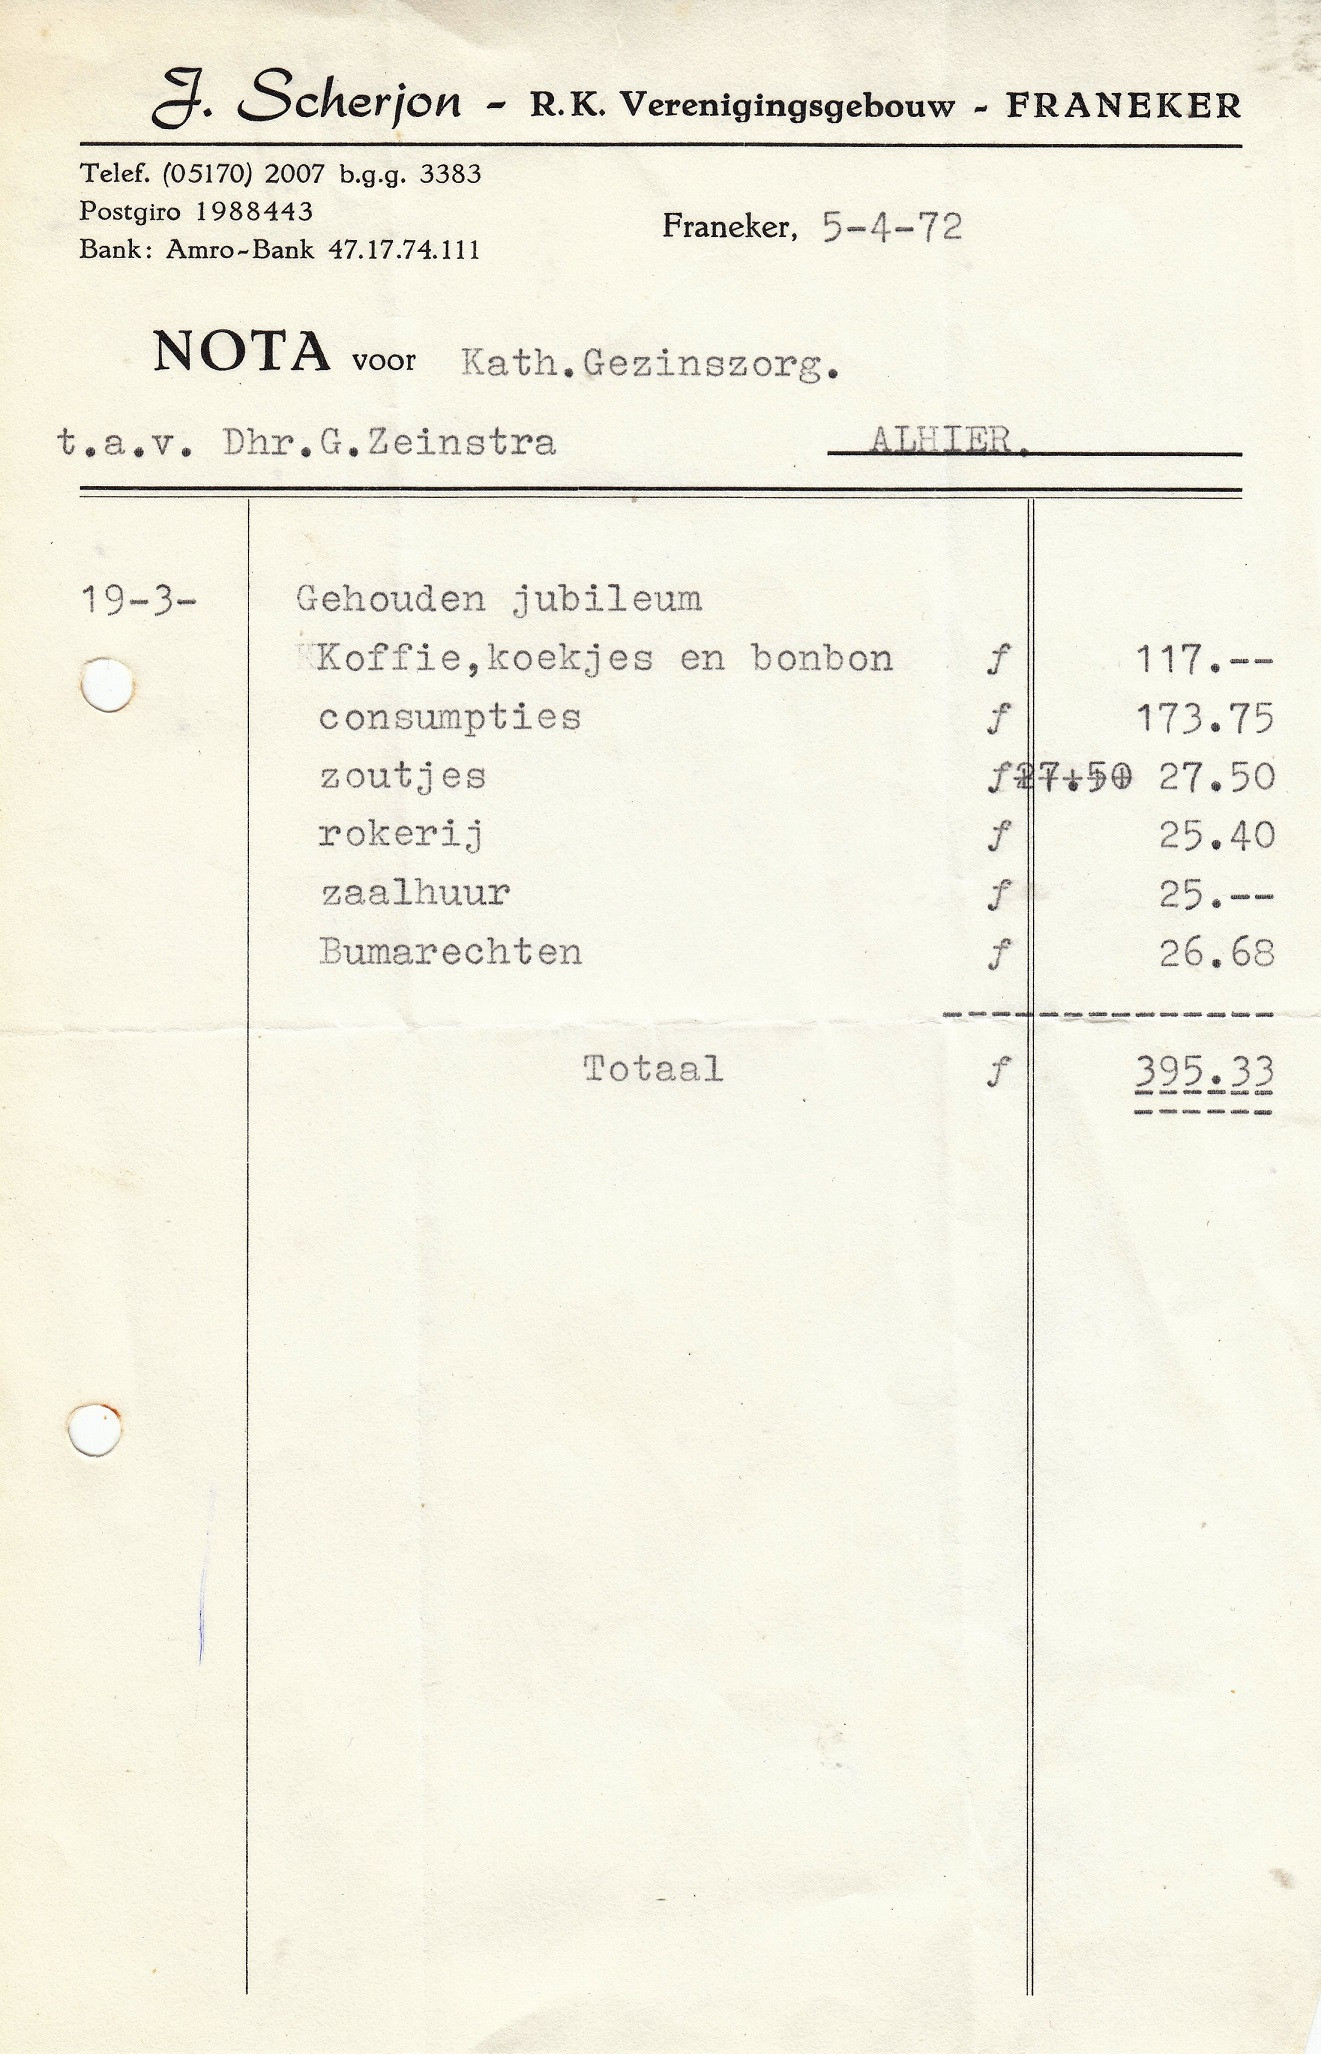 J. Scherjon - R.K. Verenigingsgebouw - FRANEKER
Telef. (05170) 2007 b.g.g. 3383
Postgiro 1988443
Bank: Amro-Bank 47.17.74.111
Franeker, 5-4-72
NOTA voor Kath.Gezinszorg.
t.a.v. Dhr.G.Zeinstra ALHIER.
19-3- Gehouden jubileum
Koffie,koekjes en bonbon ƒ 117.--
consumpties ƒ 173.75
zoutjes ƒ 27.50 27.50
rokerij ƒ 25.40
zaalhuur ƒ 25.--
Bumarechten ƒ 26.68
Totaal ƒ 395.33